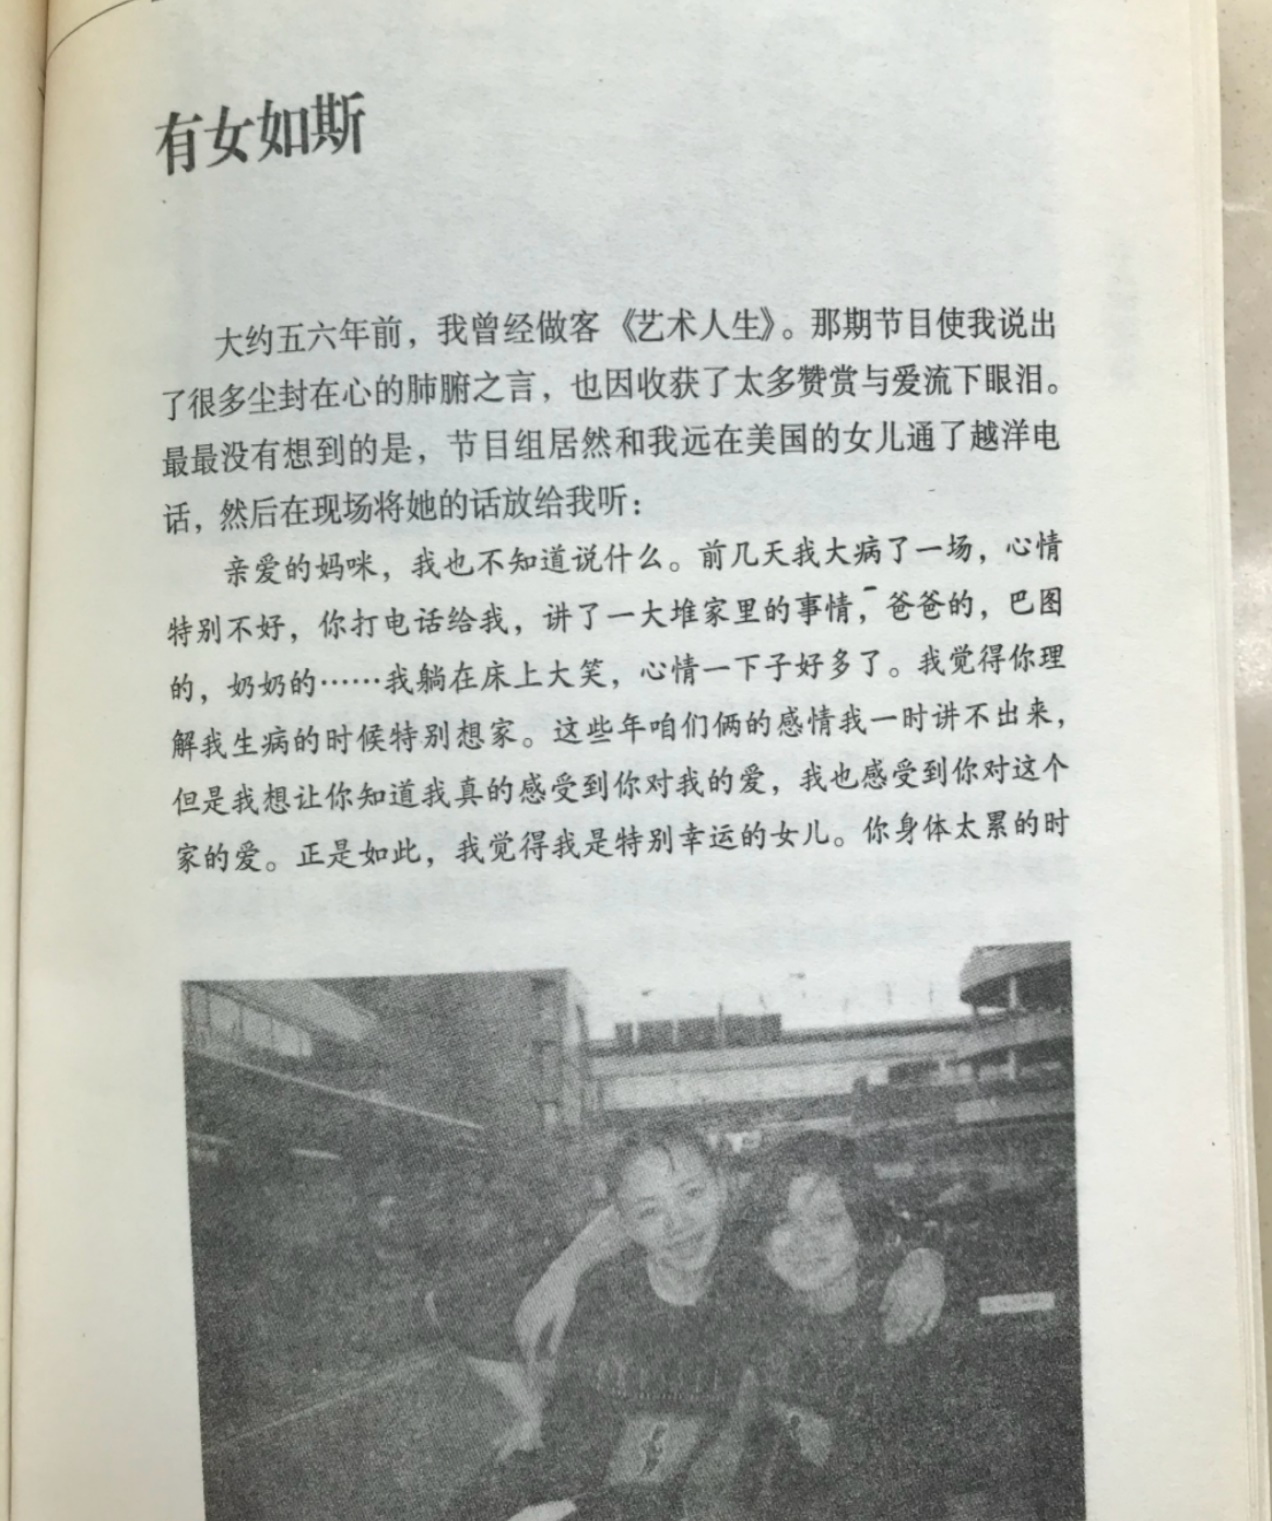 有女如斯
大约五六年前，我曾经做客《艺术人生》。那期节目使我说出
了很多尘封在心的肺腑之言，也因收获了太多赞赏与爱流下眼泪。
最最没有想到的是，节目组居然和我远在美国的女儿通了越洋电
话，然后在现场将她的话放给我听：
亲爱的妈咪，我也不知道说什么。前几天我大病了一场，心情
特别不好，你打电话给我，讲了一大堆家里的事情，爸爸的，巴图
的，奶奶的……我躺在床上大笑，心情一下子好多了。我觉得你理
解我生病的时候特别想家。这些年咱们俩的感情我一时讲不出来，
但是我想让你知道我真的感受到你对我的爱，我也感受到你对这个
家的爱。正是如此，我觉得我是特别幸运的女儿。你身体太累的时